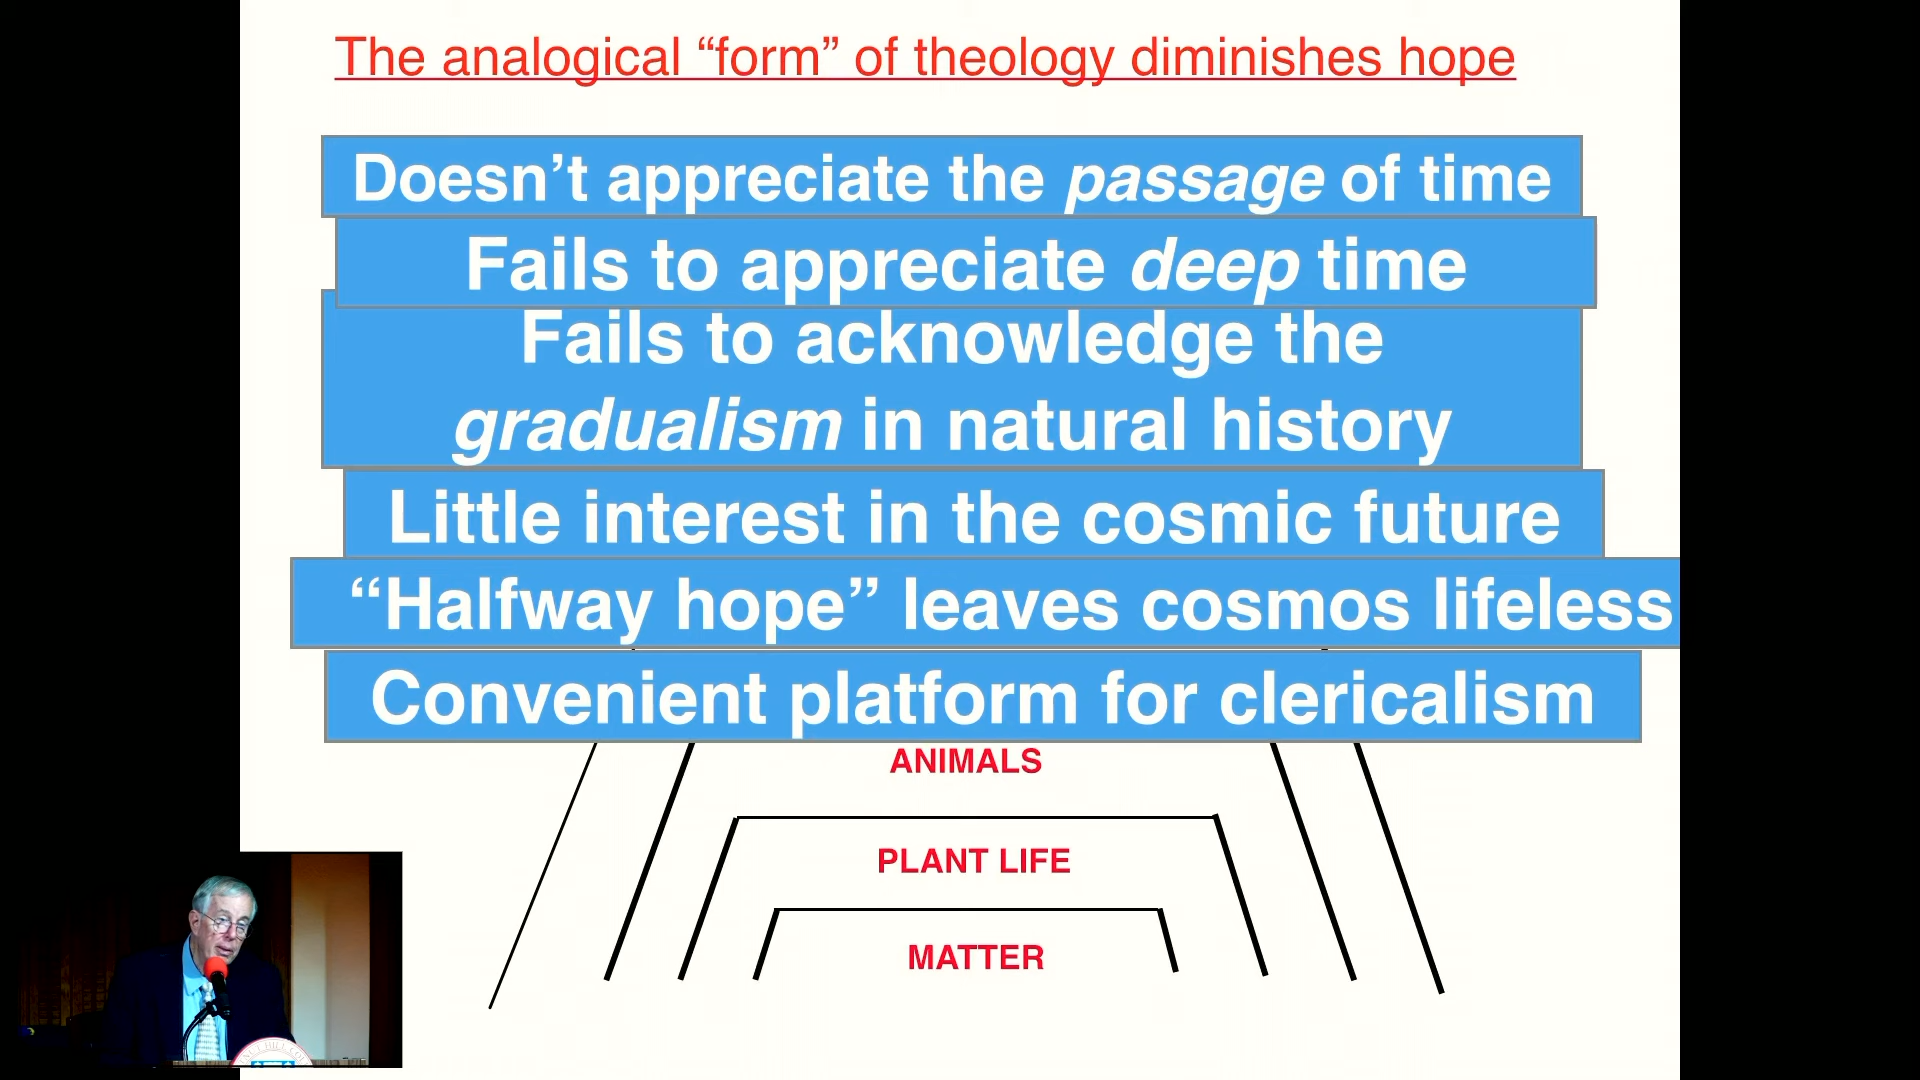 The analogical “form” of theology diminishes hope
Doesn’t appreciate the passage of time
Fails to appreciate deep time
Fails to acknowledge the
gradualism in natural history
Little interest in the cosmic future
“Halfway hope” leaves cosmos lifeless
Convenient platform for clericalism
ANIMALS
PLANT LIFE
MATTER